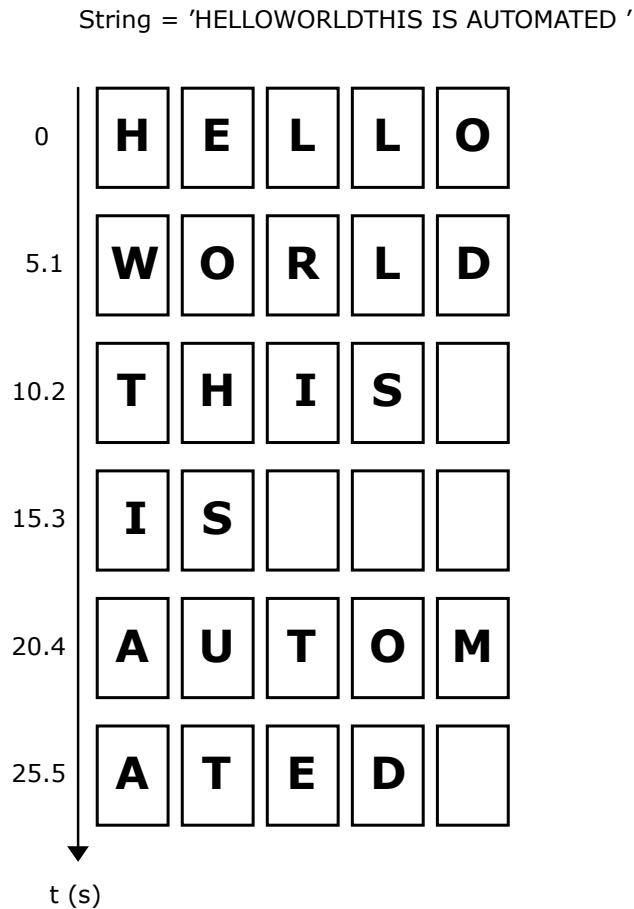 String = ’HELLOWORLDTHIS IS AUTOMATED ’
0 H E L L O
5.1 W O R L D
10.2 T H I S
15.3 I S
20.4 A U T O M
25.5 A T E D
t (s)